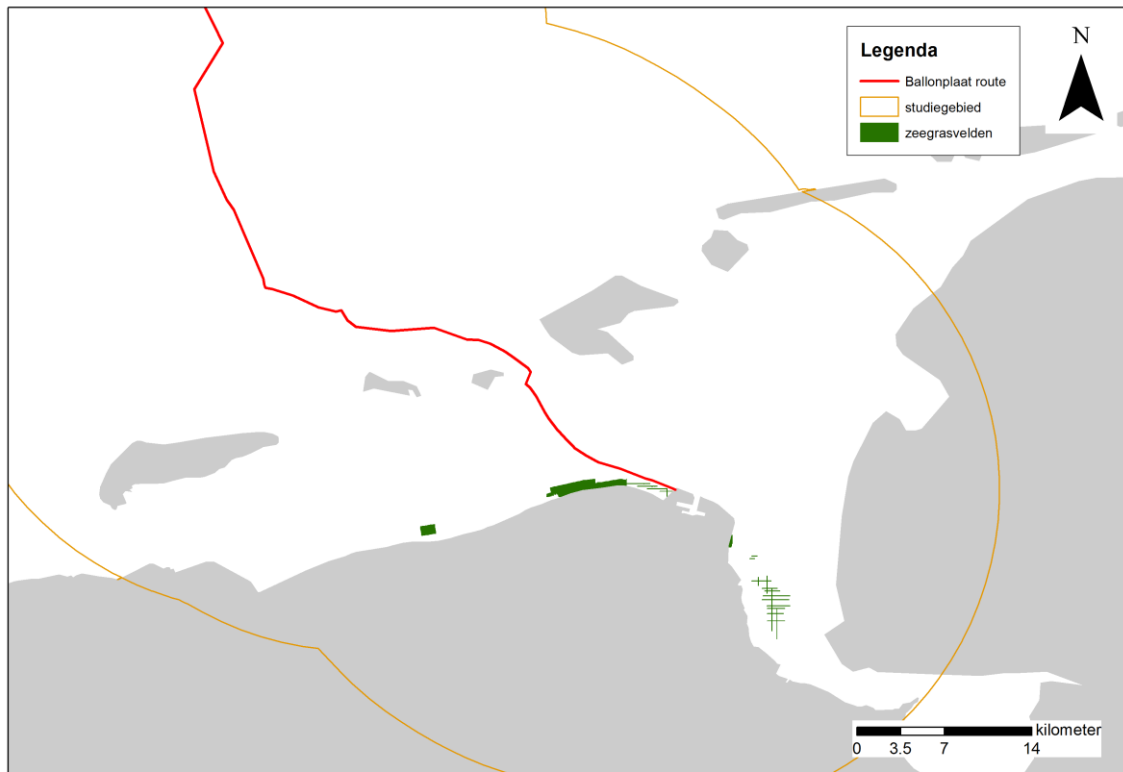 Legenda
Ballonplaat route
studiegebied
zeegrasvelden
N
kilometer
0 3.5 7 14